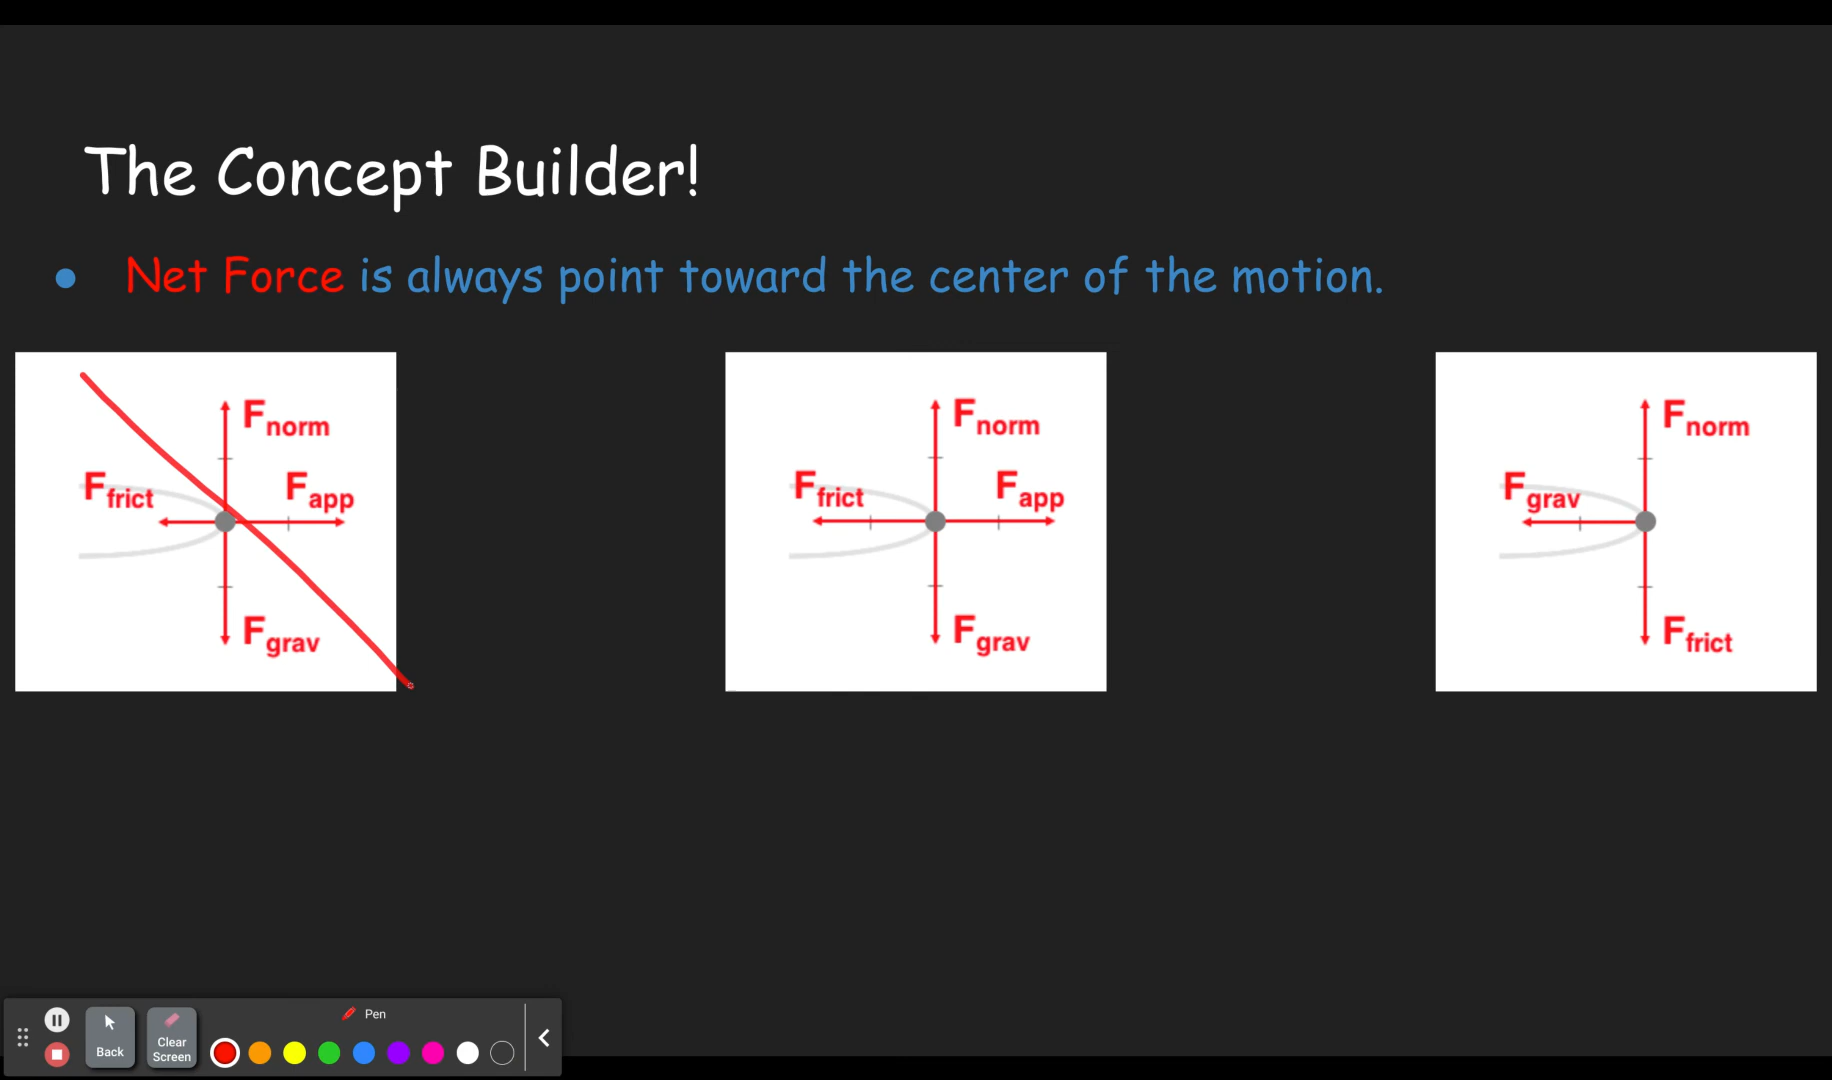 The Concept Builder!
● Net Force is always point toward the center of the motion.
Fnorm
Ffrict Fapp
Fgrav
Fnorm
Ffrict Fapp
Fgrav
Fnorm
Fgrav
Ffrict
Pen
Back
Clear
Screen